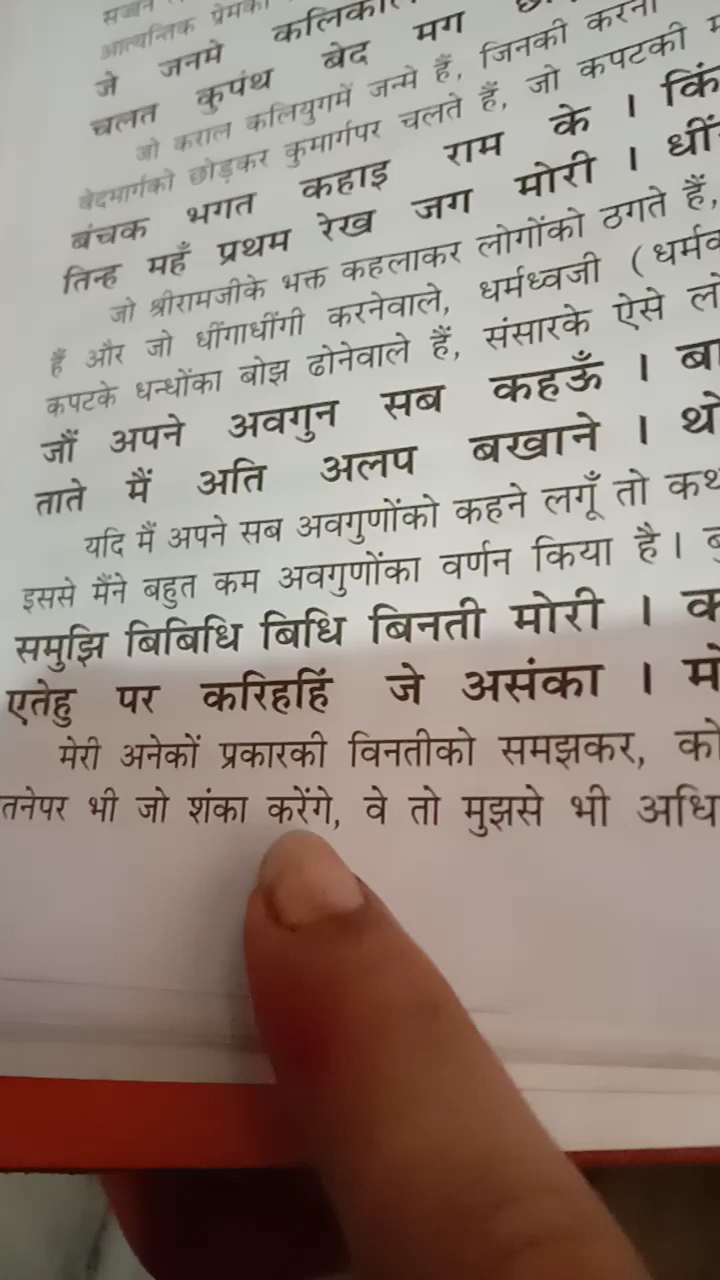 आत्यन्तिक प्रेमकी
जे जनमे कलिकाल
चलत कुपंथ बेद मग
जो कराल कलियुगमें जन्मे हैं, जिनकी करनी
बेदमार्गको छोड़कर कुमार्गपर चलते हैं, जो कपटकी
बंचक भगत कहाइ राम के । किं
तिन्ह महँ प्रथम रेख जग मोरी । धीं
जो श्रीरामजीके भक्त कहलाकर लोगोंको ठगते हैं,
हैं और जो धींगाधींगी करनेवाले, धर्मध्वजी (धर्मव
कपटके धन्धोंका बोझ ढोनेवाले हैं, संसारके ऐसे लो
जौं अपने अवगुन सब कहऊँ । बा
ताते मैं अति अलप बखाने । थो
यदि मैं अपने सब अवगुणोंको कहने लगूँ तो कथ
इससे मैंने बहुत कम अवगुणोंका वर्णन किया है। बु
समुझि बिबिधि बिधि बिनती मोरी । क
एतेहु पर करिहहिं जे असंका । मो
मेरी अनेकों प्रकारकी विनतीको समझकर, को
तनेपर भी जो शंका करेंगे, वे तो मुझसे भी अधि